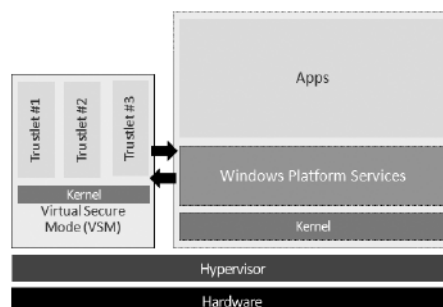 Trustlet #1
Trustlet #2
Trustlet #3
Kernel
Virtual Secure
Mode (VSM)
Apps
Windows Platform Services
Kernel
Hypervisor
Hardware